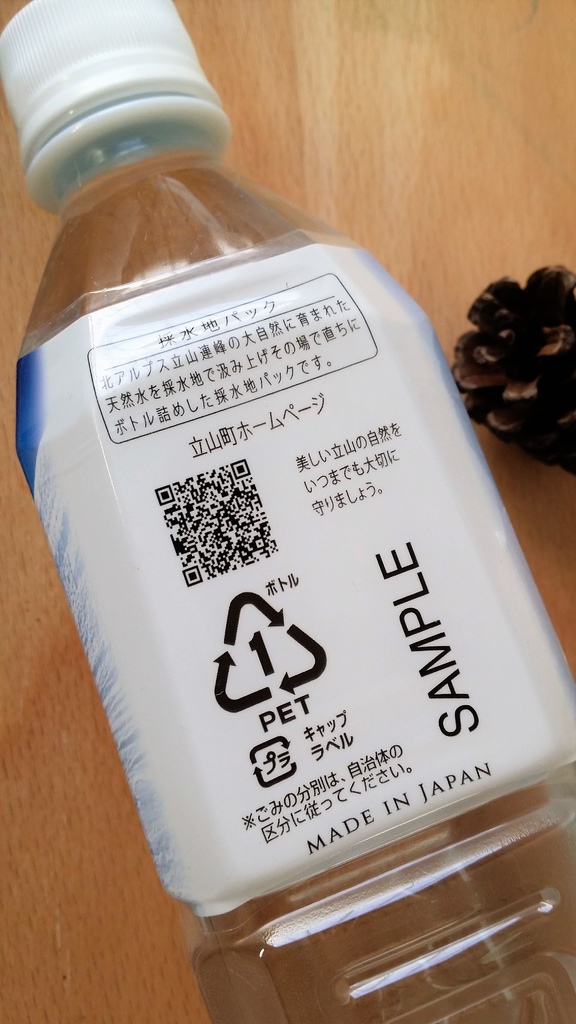 採水地パック
北アルプス立山連峰の大自然に育まれた
天然水を採水地で汲み上げその場で直ちに
ボトル詰めした採水地パックです。
立山町ホームページ
美しい立山の自然を
いつまでも大切に
守りましょう。
ボトル
1
PET
SAMPLE
プラ
キャップ
ラベル
※ごみの分別は、自治体の
区分に従ってください。
MADE IN JAPAN